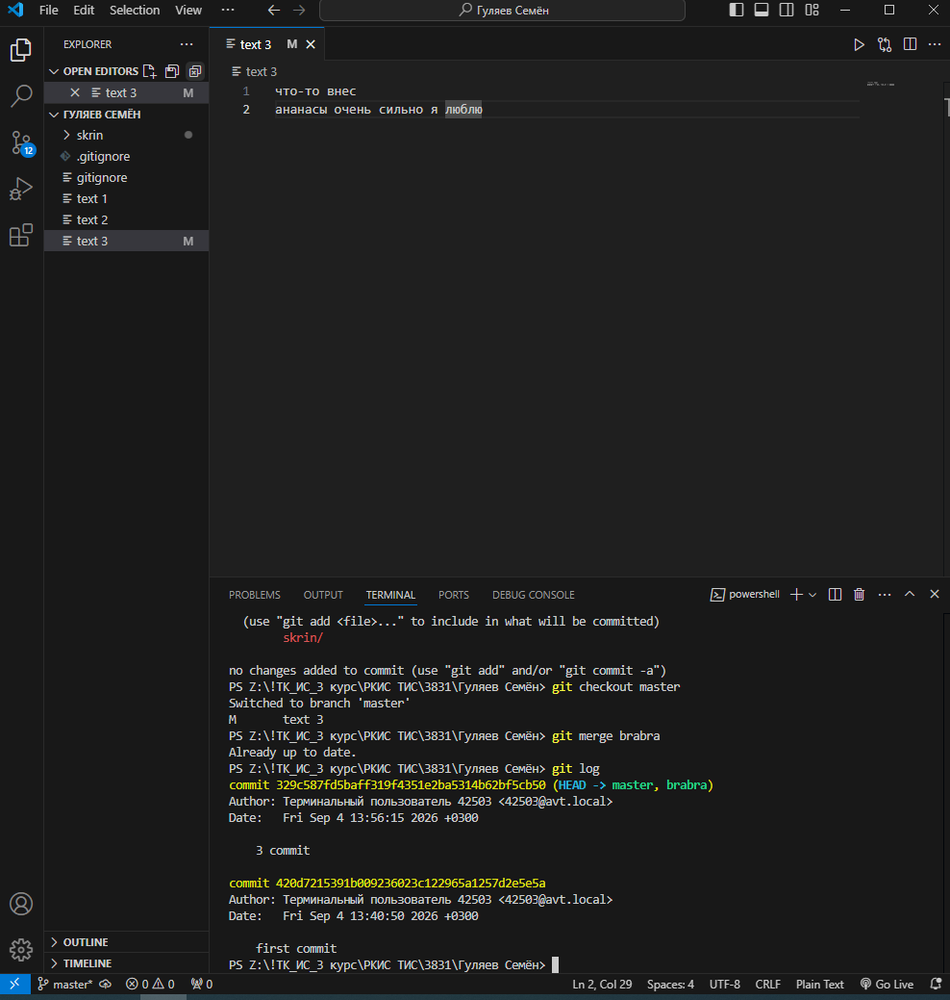 File Edit Selection View ··· Гуляев Семён
EXPLORER ···
OPEN EDITORS
text 3 M
ГУЛЯЕВ СЕМЁН
skrin
.gitignore
gitignore
text 1
text 2
text 3 M
12
text 3 M
text 3
1 что-то внес
2 ананасы очень сильно я люблю
PROBLEMS OUTPUT TERMINAL PORTS DEBUG CONSOLE powershell
(use "git add <file>..." to include in what will be committed)
skrin/
no changes added to commit (use "git add" and/or "git commit -a")
PS Z:\!ТК_ИС_3 курс\РКИС ТИС\3831\Гуляев Семён> git checkout master
Switched to branch 'master'
M text 3
PS Z:\!ТК_ИС_3 курс\РКИС ТИС\3831\Гуляев Семён> git merge brabra
Already up to date.
PS Z:\!ТК_ИС_3 курс\РКИС ТИС\3831\Гуляев Семён> git log
commit 329c587fd5baff319f4351e2ba5314b62bf5cb50 (HEAD -> master, brabra)
Author: Терминальный пользователь 42503 <42503@avt.local>
Date: Fri Sep 4 13:56:15 2026 +0300
3 commit
commit 420d7215391b009236023c122965a1257d2e5e5a
Author: Терминальный пользователь 42503 <42503@avt.local>
Date: Fri Sep 4 13:40:50 2026 +0300
first commit
PS Z:\!ТК_ИС_3 курс\РКИС ТИС\3831\Гуляев Семён>
OUTLINE
TIMELINE
master* 0 0 0 Ln 2, Col 29 Spaces: 4 UTF-8 CRLF Plain Text Go Live